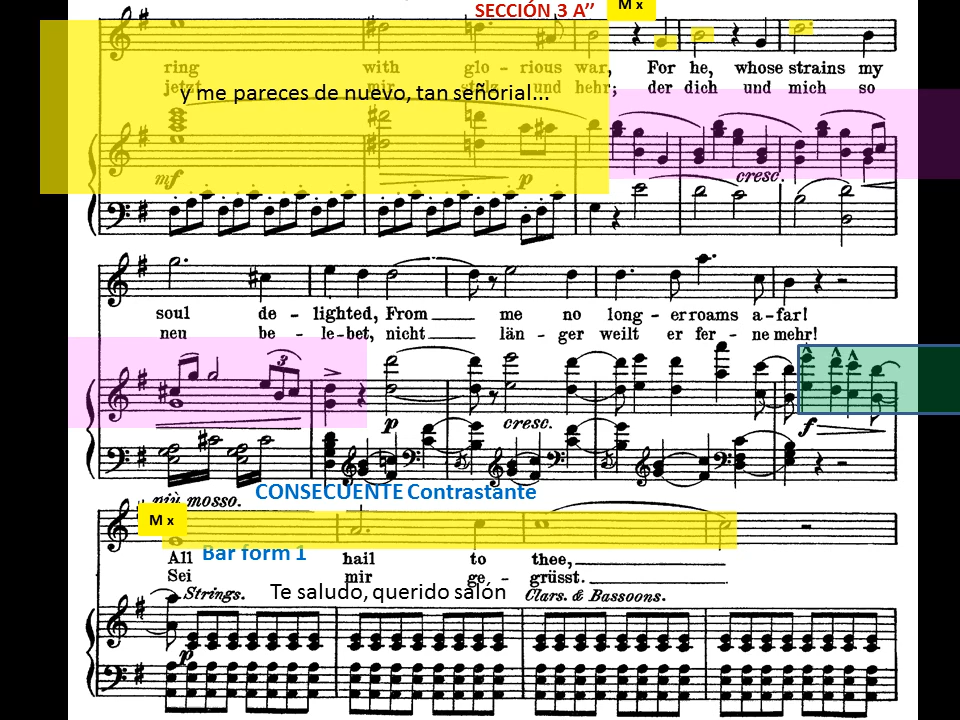 SECCIÓN 3 A’’
M x
ring with glo - rious war, For he, whose strains my
jetzt mir stolz und hehr; der dich und mich so
y me pareces de nuevo, tan señorial...
mf
p
cresc.
soul de - lighted, From me no long - er roams a - far!
neu be - le - bet, nicht län - ger weilt er fer - ne mehr!
3
p
cresc.
f
CONSECUENTE Contrastante
più mosso.
M x
Bar form 1
All hail to thee,
Sei mir ge - grüsst.
Te saludo, querido salón
Strings.
Clars. & Bassoons.
p